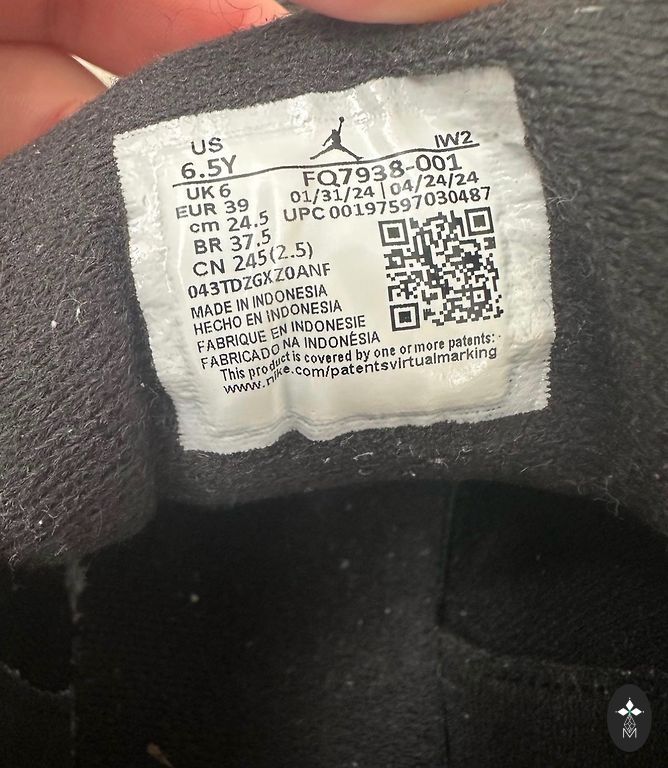 US
IW2
6.5Y
FQ7938-001
UK 6
01/31/24 | 04/24/24
EUR 39
UPC 00197597030487
cm 24.5
BR 37.5
CN 245(2.5)
043TDZGXZ0ANF
MADE IN INDONESIA
HECHO EN INDONESIA
FABRIQUE EN INDONESIE
FABRICADO NA INDONÉSIA
This product is covered by one or more patents:
www.nike.com/patentsvirtualmarking
M